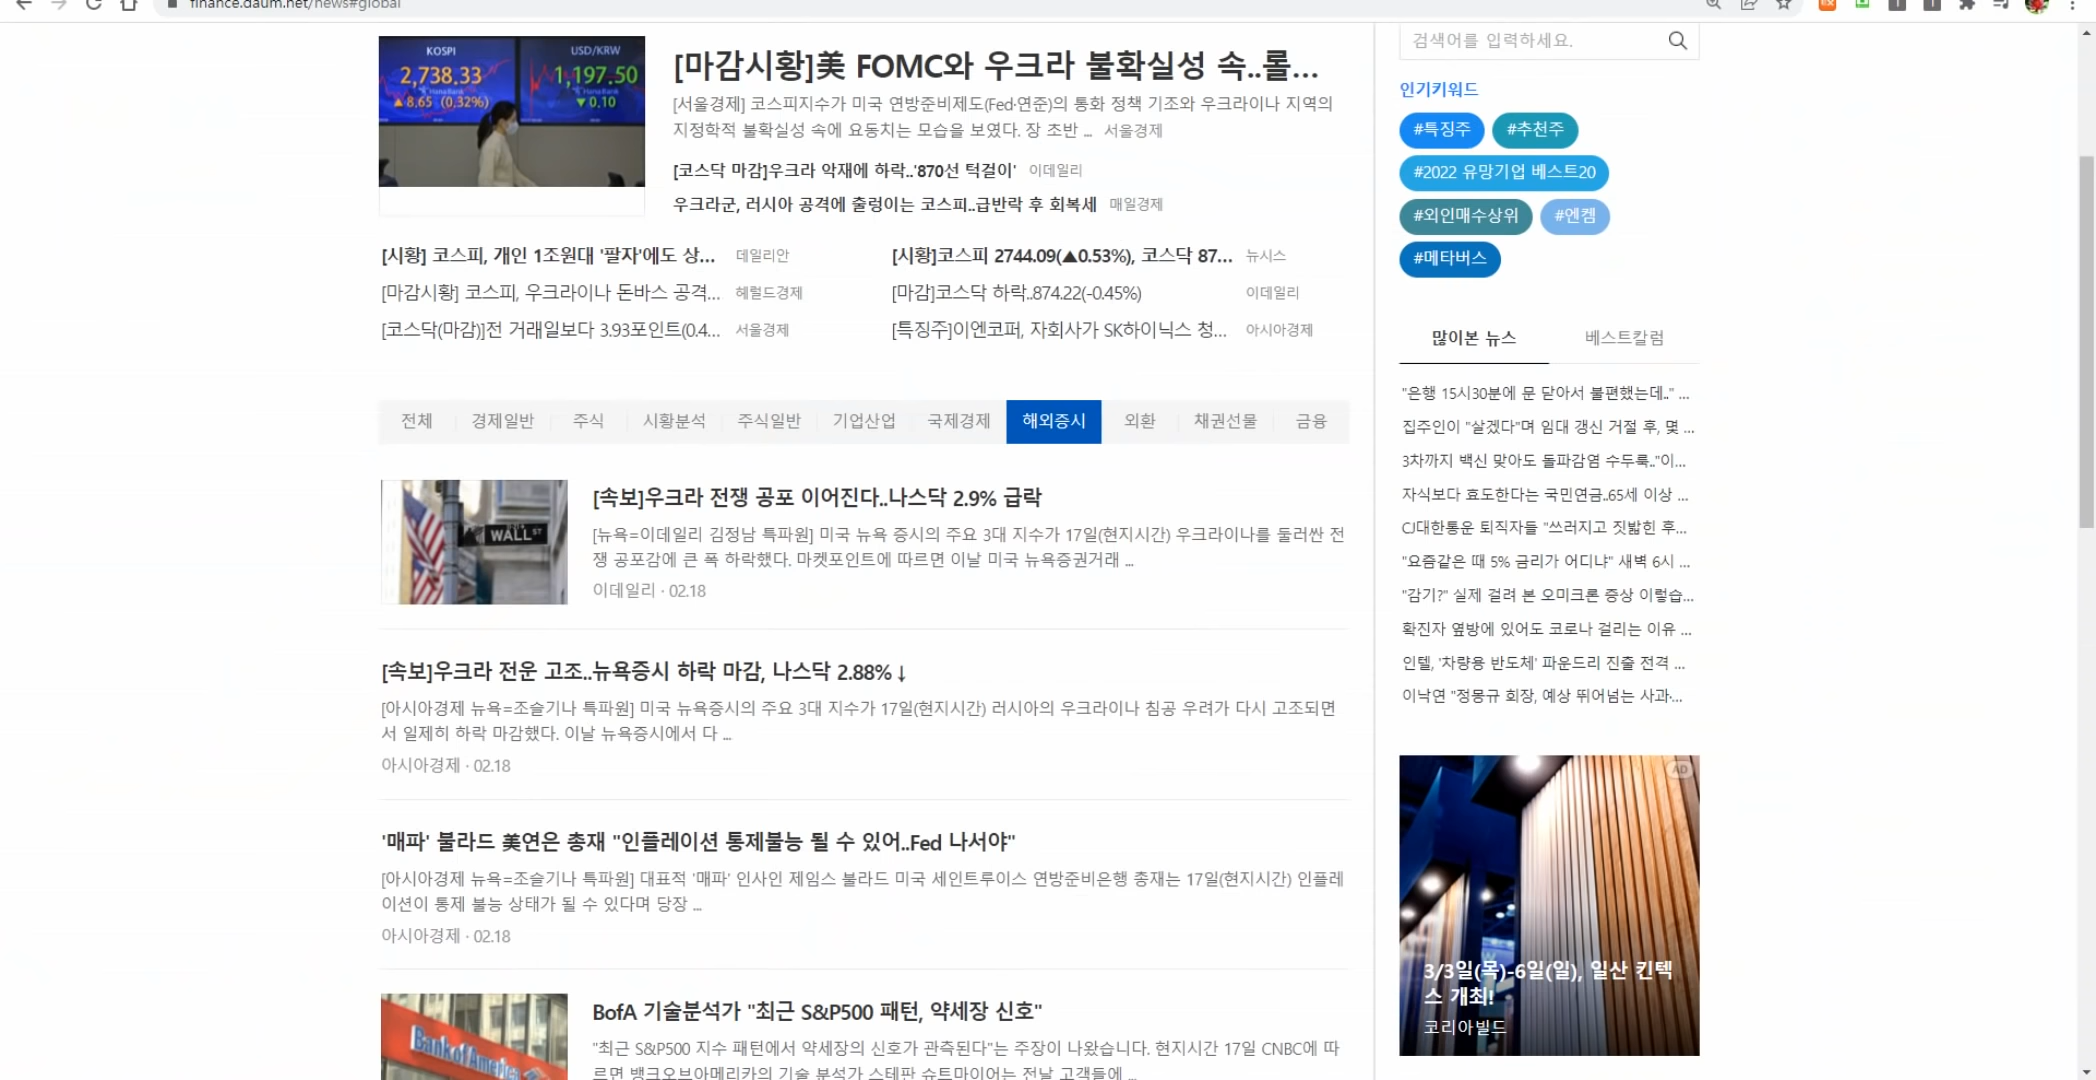 finance.daum.net/news#global
KOSPI
2,738.33
▲8.65 (0.32%)
USD/KRW
1,197.50
▼0.10
[마감시황]美 FOMC와 우크라 불확실성 속..롤...
[서울경제] 코스피지수가 미국 연방준비제도(Fed·연준)의 통화 정책 기조와 우크라이나 지역의
지정학적 불확실성 속에 요동치는 모습을 보였다. 장 초반 ... 서울경제
[코스닥 마감]우크라 악재에 하락..'870선 턱걸이' 이데일리
우크라군, 러시아 공격에 출렁이는 코스피..급반락 후 회복세 매일경제
[시황] 코스피, 개인 1조원대 '팔자'에도 상... 데일리안
[시황]코스피 2744.09(▲0.53%), 코스닥 87... 뉴시스
[마감시황] 코스피, 우크라이나 돈바스 공격... 헤럴드경제
[마감]코스닥 하락..874.22(-0.45%) 이데일리
[코스닥(마감)]전 거래일보다 3.93포인트(0.4... 서울경제
[특징주]이엔코퍼, 자회사가 SK하이닉스 청... 아시아경제
전체 경제일반 주식 시황분석 주식일반 기업산업 국제경제 해외증시 외환 채권선물 금융
WALL ST
[속보]우크라 전쟁 공포 이어진다..나스닥 2.9% 급락
[뉴욕=이데일리 김정남 특파원] 미국 뉴욕 증시의 주요 3대 지수가 17일(현지시간) 우크라이나를 둘러싼 전
쟁 공포감에 큰 폭 하락했다. 마켓포인트에 따르면 이날 미국 뉴욕증권거래 ...
이데일리 · 02.18
[속보]우크라 전운 고조..뉴욕증시 하락 마감, 나스닥 2.88%↓
[아시아경제 뉴욕=조슬기나 특파원] 미국 뉴욕증시의 주요 3대 지수가 17일(현지시간) 러시아의 우크라이나 침공 우려가 다시 고조되면
서 일제히 하락 마감했다. 이날 뉴욕증시에서 다 ...
아시아경제 · 02.18
'매파' 불라드 美연은 총재 "인플레이션 통제불능 될 수 있어..Fed 나서야"
[아시아경제 뉴욕=조슬기나 특파원] 대표적 '매파' 인사인 제임스 불라드 미국 세인트루이스 연방준비은행 총재는 17일(현지시간) 인플레
이션이 통제 불능 상태가 될 수 있다며 당장 ...
아시아경제 · 02.18
Bank of America
BofA 기술분석가 "최근 S&P500 패턴, 약세장 신호"
"최근 S&P500 지수 패턴에서 약세장의 신호가 관측된다"는 주장이 나왔습니다. 현지시간 17일 CNBC에 따
르면 뱅크오브아메리카의 기술 분석가 스테판 슈트마이어는 전날 고객들에 ...
검색어를 입력하세요.
인기키워드
#특징주 #추천주
#2022 유망기업 베스트20
#외인매수상위 #엔켐
#메타버스
많이본 뉴스 베스트칼럼
"은행 15시30분에 문 닫아서 불편했는데.." ...
집주인이 "살겠다"며 임대 갱신 거절 후, 몇 ...
3차까지 백신 맞아도 돌파감염 수두룩.."이...
자식보다 효도한다는 국민연금..65세 이상 ...
CJ대한통운 퇴직자들 "쓰러지고 짓밟힌 후...
"요즘같은 때 5% 금리가 어디냐" 새벽 6시 ...
"감기?" 실제 걸려 본 오미크론 증상 이렇습...
확진자 옆방에 있어도 코로나 걸리는 이유 ...
인텔, '차량용 반도체' 파운드리 진출 전격 ...
이낙연 "정몽규 회장, 예상 뛰어넘는 사과·...
AD
3/3일(목)-6일(일), 일산 킨텍
스 개최!
코리아빌드